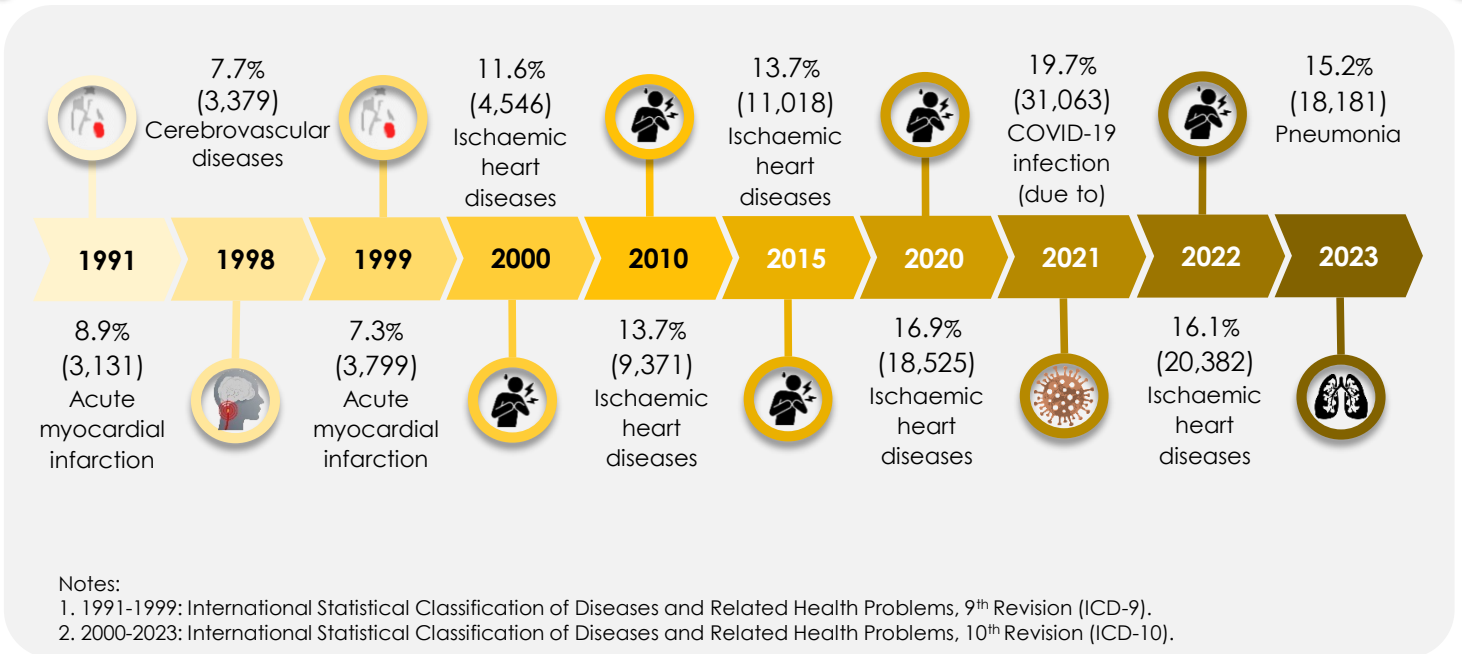 7.7%
(3,379)
Cerebrovascular
diseases
11.6%
(4,546)
Ischaemic
heart
diseases
13.7%
(11,018)
Ischaemic
heart
diseases
19.7%
(31,063)
COVID-19
infection
(due to)
15.2%
(18,181)
Pneumonia
1991
1998
1999
2000
2010
2015
2020
2021
2022
2023
8.9%
(3,131)
Acute
myocardial
infarction
7.3%
(3,799)
Acute
myocardial
infarction
13.7%
(9,371)
Ischaemic
heart
diseases
16.9%
(18,525)
Ischaemic
heart
diseases
16.1%
(20,382)
Ischaemic
heart
diseases
Notes:
1. 1991-1999: International Statistical Classification of Diseases and Related Health Problems, 9th Revision (ICD-9).
2. 2000-2023: International Statistical Classification of Diseases and Related Health Problems, 10th Revision (ICD-10).